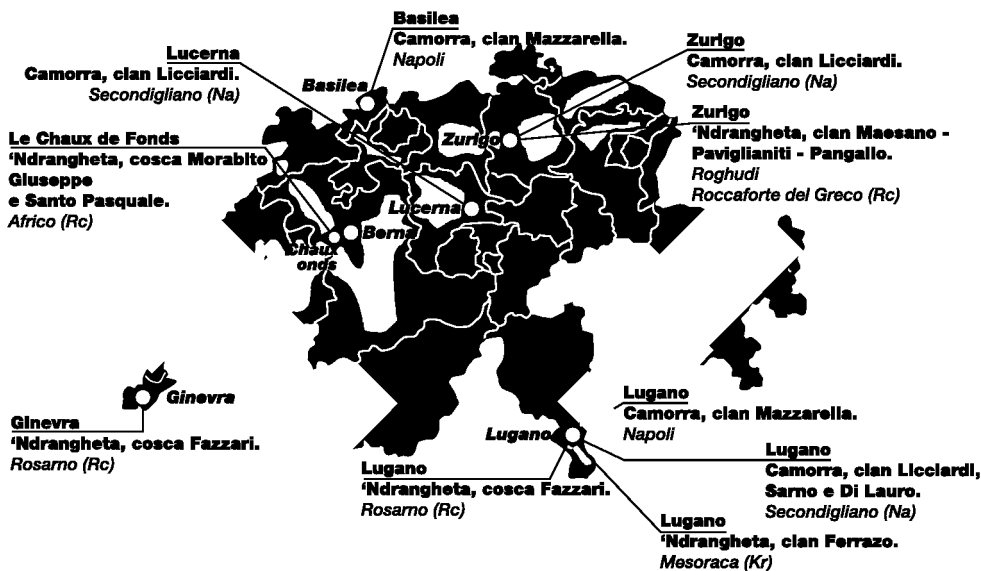 Basilea
Camorra, clan Mazzarella.
Napoli
Lucerna
Camorra, clan Licciardi.
Secondigliano (Na)
Zurigo
Camorra, clan Licciardi.
Secondigliano (Na)
Zurigo
‘Ndrangheta, clan Maesano -
Paviglianiti - Pangallo.
Roghudi
Roccaforte del Greco (Rc)
Le Chaux de Fonds
‘Ndrangheta, cosca Morabito
Giuseppe
e Santo Pasquale.
Africo (Rc)
Basilea
Zurigo
Lucerna
Berna
Chaux
onds
Ginevra
Ginevra
‘Ndrangheta, cosca Fazzari.
Rosarno (Rc)
Lugano
Lugano
‘Ndrangheta, cosca Fazzari.
Rosarno (Rc)
Lugano
Camorra, clan Mazzarella.
Napoli
Lugano
Camorra, clan Licciardi,
Sarno e Di Lauro.
Secondigliano (Na)
Lugano
‘Ndrangheta, clan Ferrazo.
Mesoraca (Kr)